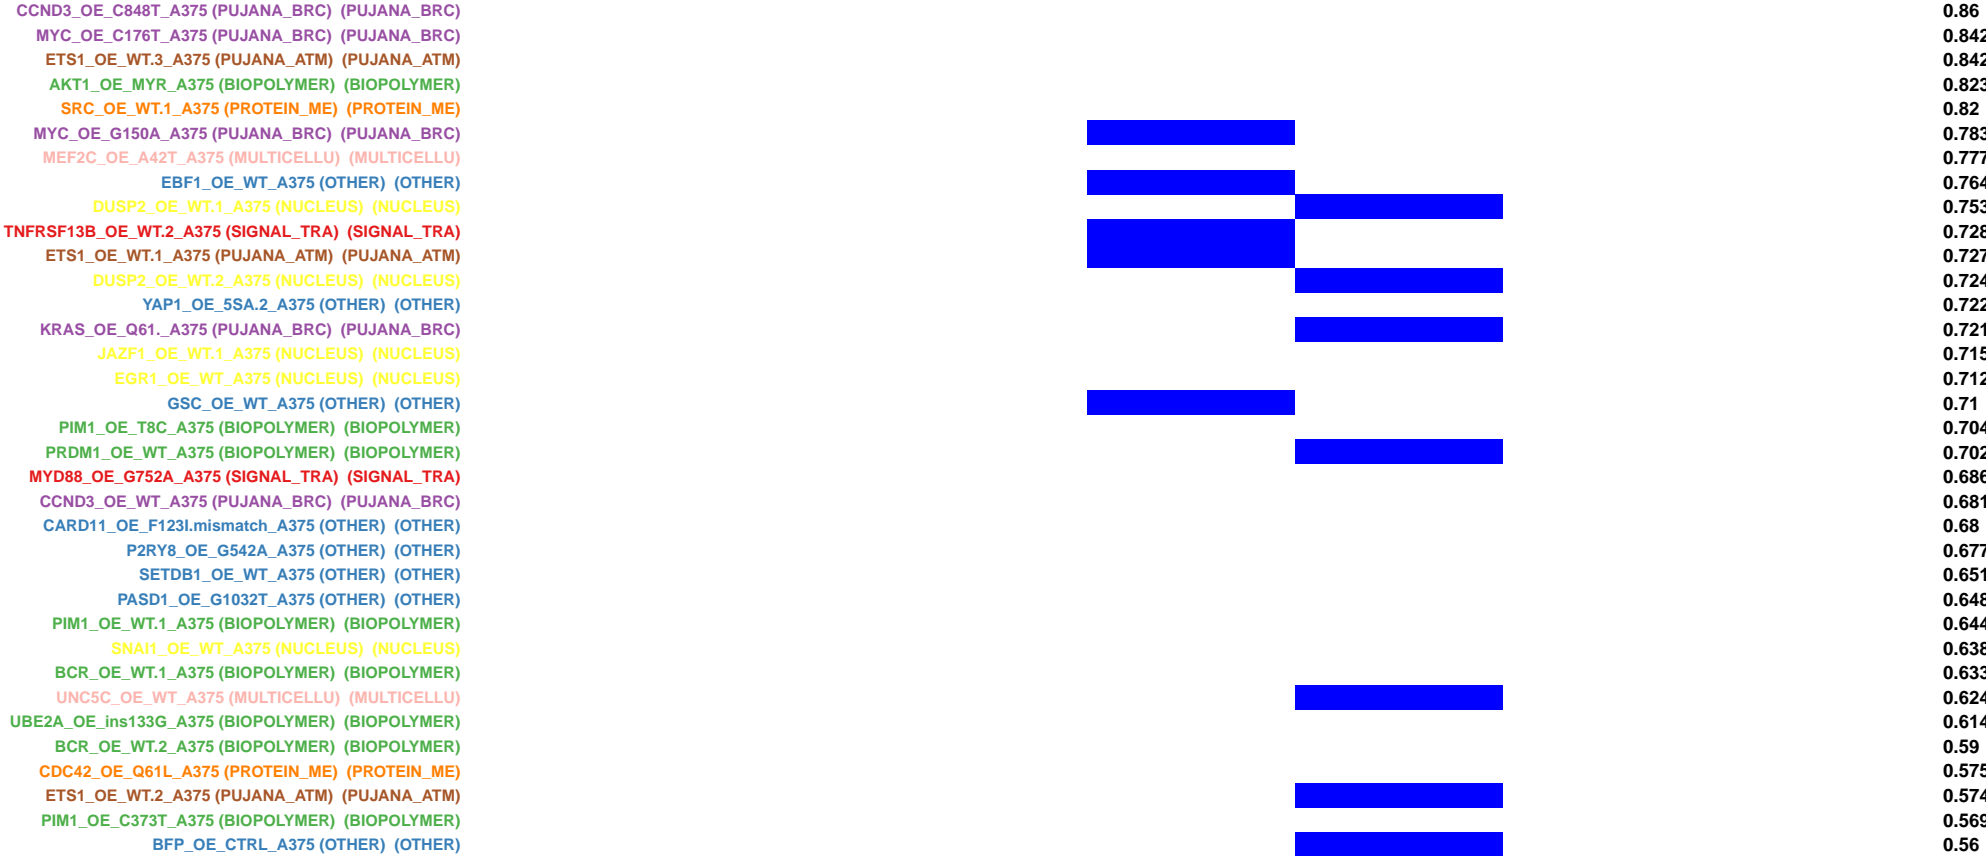 CCND3_OE_C848T_A375 (PUJANA_BRC) (PUJANA_BRC) 0.86
MYC_OE_C176T_A375 (PUJANA_BRC) (PUJANA_BRC) 0.842
ETS1_OE_WT.3_A375 (PUJANA_ATM) (PUJANA_ATM) 0.842
AKT1_OE_MYR_A375 (BIOPOLYMER) (BIOPOLYMER) 0.823
SRC_OE_WT.1_A375 (PROTEIN_ME) (PROTEIN_ME) 0.82
MYC_OE_G150A_A375 (PUJANA_BRC) (PUJANA_BRC) 0.783
MEF2C_OE_A42T_A375 (MULTICELLU) (MULTICELLU) 0.777
EBF1_OE_WT_A375 (OTHER) (OTHER) 0.764
DUSP2_OE_WT.1_A375 (NUCLEUS) (NUCLEUS) 0.753
TNFRSF13B_OE_WT.2_A375 (SIGNAL_TRA) (SIGNAL_TRA) 0.728
ETS1_OE_WT.1_A375 (PUJANA_ATM) (PUJANA_ATM) 0.727
DUSP2_OE_WT.2_A375 (NUCLEUS) (NUCLEUS) 0.724
YAP1_OE_5SA.2_A375 (OTHER) (OTHER) 0.722
KRAS_OE_Q61._A375 (PUJANA_BRC) (PUJANA_BRC) 0.721
JAZF1_OE_WT.1_A375 (NUCLEUS) (NUCLEUS) 0.715
EGR1_OE_WT_A375 (NUCLEUS) (NUCLEUS) 0.712
GSC_OE_WT_A375 (OTHER) (OTHER) 0.71
PIM1_OE_T8C_A375 (BIOPOLYMER) (BIOPOLYMER) 0.704
PRDM1_OE_WT_A375 (BIOPOLYMER) (BIOPOLYMER) 0.702
MYD88_OE_G752A_A375 (SIGNAL_TRA) (SIGNAL_TRA) 0.686
CCND3_OE_WT_A375 (PUJANA_BRC) (PUJANA_BRC) 0.681
CARD11_OE_F123I.mismatch_A375 (OTHER) (OTHER) 0.68
P2RY8_OE_G542A_A375 (OTHER) (OTHER) 0.677
SETDB1_OE_WT_A375 (OTHER) (OTHER) 0.651
PASD1_OE_G1032T_A375 (OTHER) (OTHER) 0.648
PIM1_OE_WT.1_A375 (BIOPOLYMER) (BIOPOLYMER) 0.644
SNAI1_OE_WT_A375 (NUCLEUS) (NUCLEUS) 0.638
BCR_OE_WT.1_A375 (BIOPOLYMER) (BIOPOLYMER) 0.633
UNC5C_OE_WT_A375 (MULTICELLU) (MULTICELLU) 0.624
UBE2A_OE_ins133G_A375 (BIOPOLYMER) (BIOPOLYMER) 0.614
BCR_OE_WT.2_A375 (BIOPOLYMER) (BIOPOLYMER) 0.59
CDC42_OE_Q61L_A375 (PROTEIN_ME) (PROTEIN_ME) 0.575
ETS1_OE_WT.2_A375 (PUJANA_ATM) (PUJANA_ATM) 0.574
PIM1_OE_C373T_A375 (BIOPOLYMER) (BIOPOLYMER) 0.569
BFP_OE_CTRL_A375 (OTHER) (OTHER) 0.56